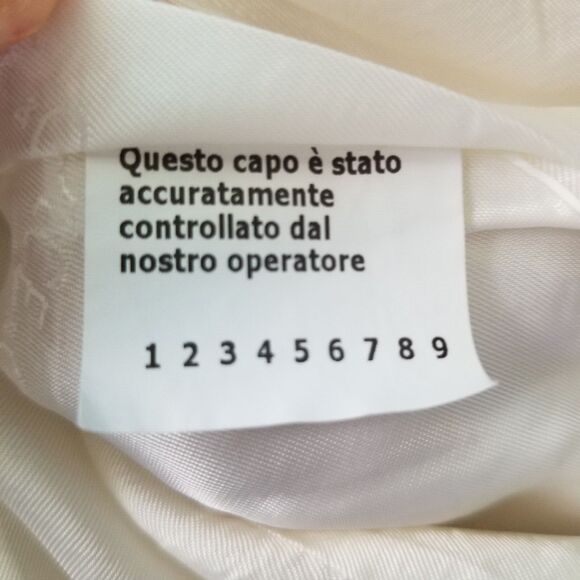 Questo capo è stato
accuratamente
controllato dal
nostro operatore
1 2 3 4 5 6 7 8 9